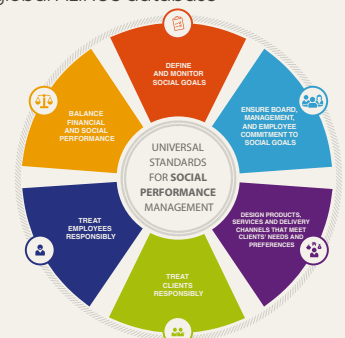 DEFINE
AND MONITOR
SOCIAL GOALS
ENSURE BOARD,
MANAGEMENT,
AND EMPLOYEE
COMMITMENT TO
SOCIAL GOALS
DESIGN PRODUCTS,
SERVICES AND DELIVERY
CHANNELS THAT MEET
CLIENTS' NEEDS AND
PREFERENCES
TREAT
CLIENTS
RESPONSIBLY
TREAT
EMPLOYEES
RESPONSIBLY
BALANCE
FINANCIAL
AND SOCIAL
PERFORMANCE
UNIVERSAL
STANDARDS
FOR SOCIAL
PERFORMANCE
MANAGEMENT